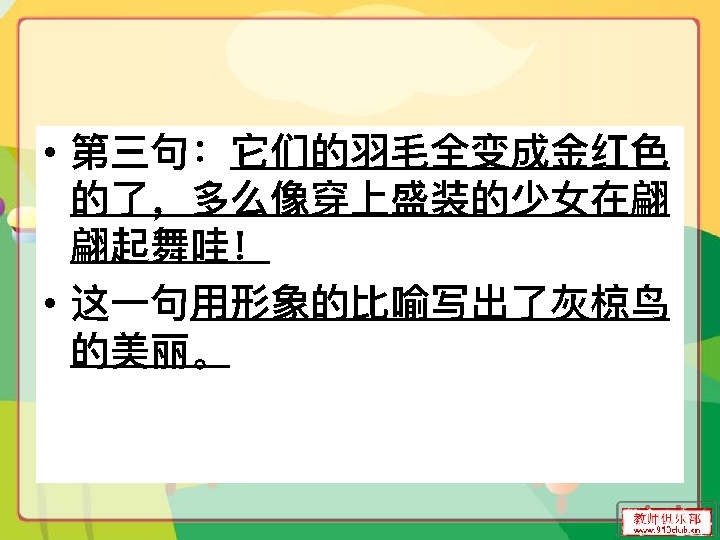 • 第三句：它们的羽毛全变成金红色
的了，多么像穿上盛装的少女在翩
翩起舞哇！
• 这一句用形象的比喻写出了灰椋鸟
的美丽。
教师俱乐部
www.913club.cn